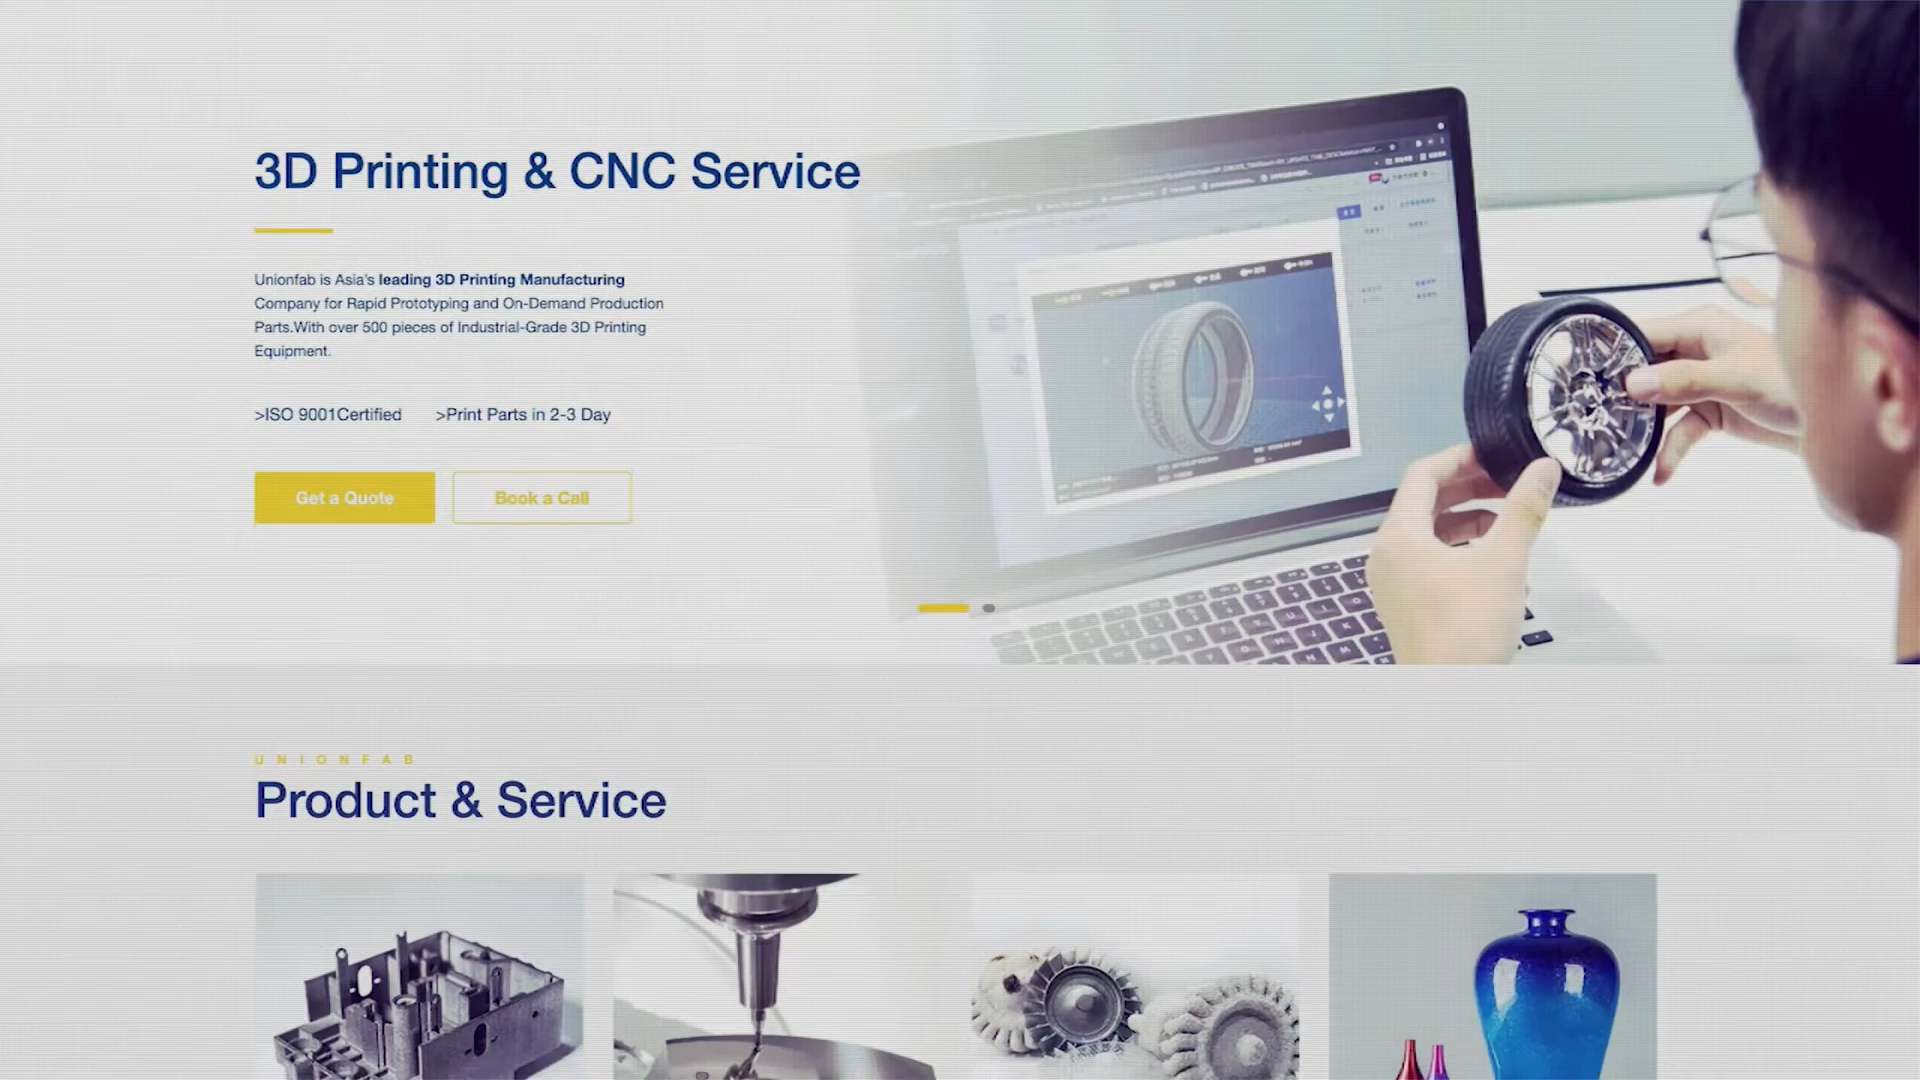 3D Printing & CNC Service
Unionfab is Asia's leading 3D Printing Manufacturing
Company for Rapid Prototyping and On-Demand Production
Parts.With over 500 pieces of Industrial-Grade 3D Printing
Equipment.
>ISO 9001Certified >Print Parts in 2-3 Day
Get a Quote Book a Call
UNIONFAB
Product & Service